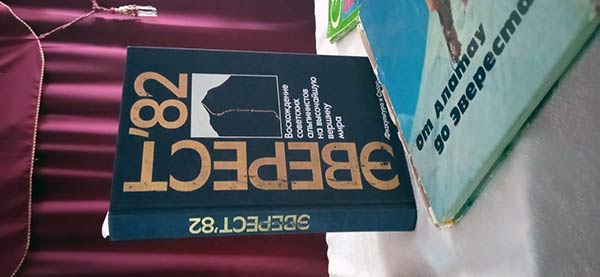 ЭВЕРЕСТ
'82
Восхождение
советских
альпинистов
на высочайшую
вершину
мира
ЭВЕРЕСТ'82
от Алатау
до Эвереста